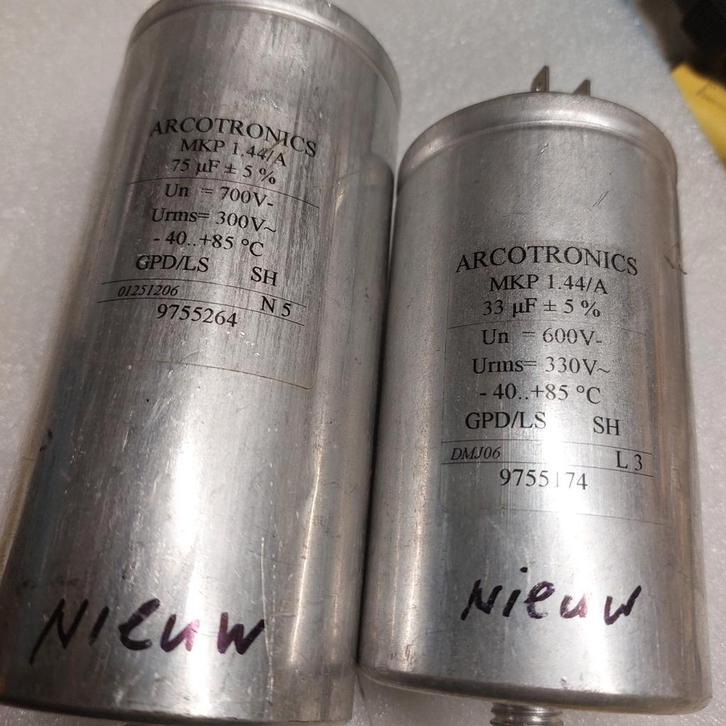 ARCOTRONICS
MKP 1.44/A
75 µF ± 5 %
Un = 700V-
Urms= 300V~
- 40..+85 °C
GPD/LS SH
01251206 N 5
9755264
Nieuw
ARCOTRONICS
MKP 1.44/A
33 µF ± 5 %
Un = 600V-
Urms= 330V~
- 40..+85 °C
GPD/LS SH
DMJ06 L 3
9755174
Nieuw